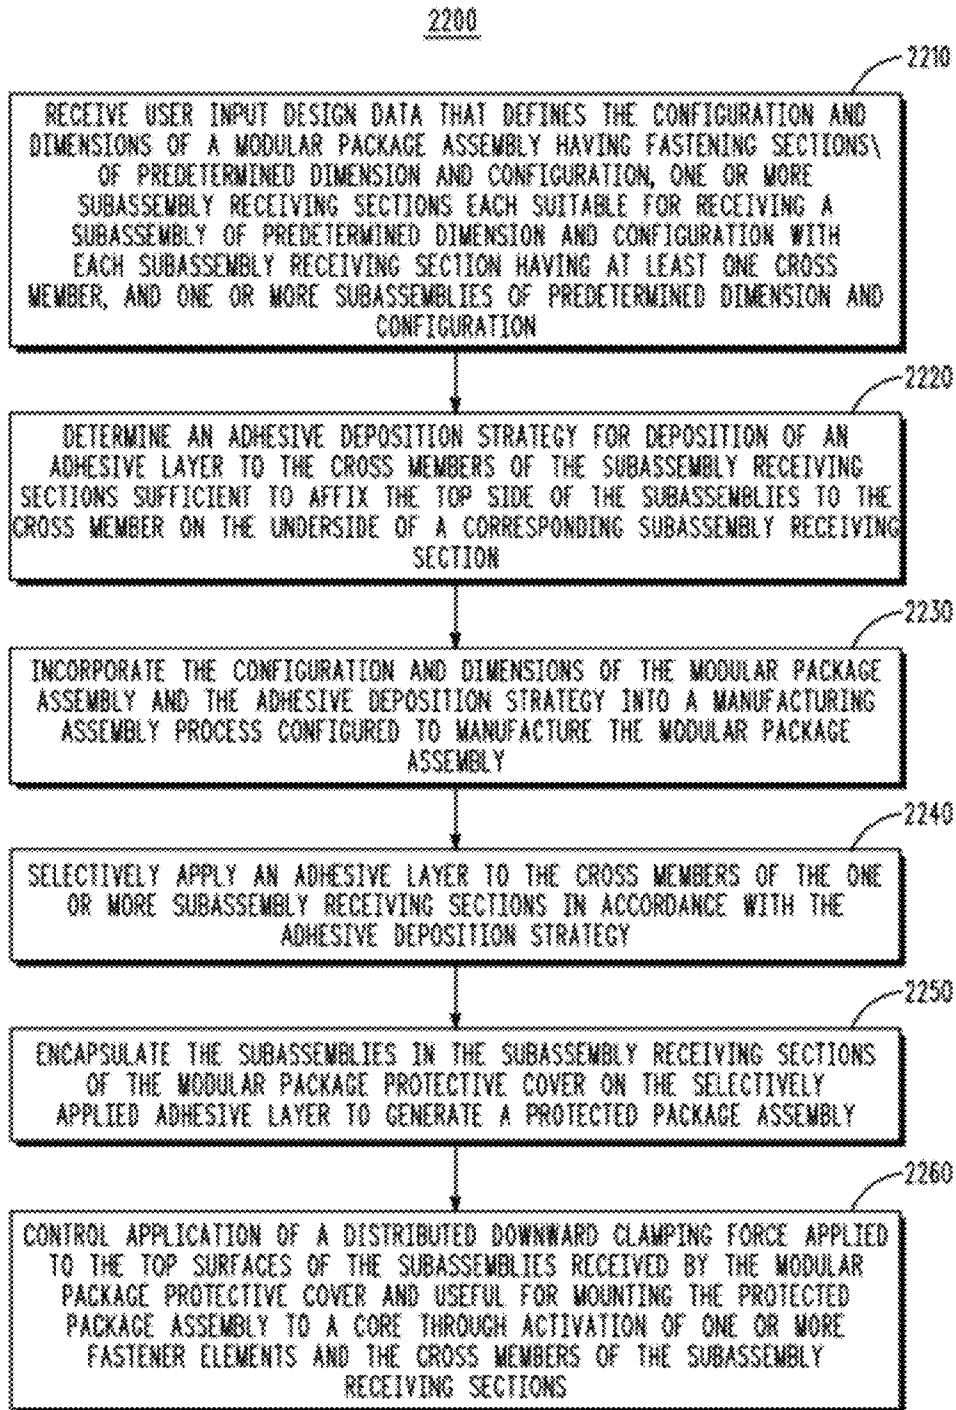 2200
2210
RECEIVE USER INPUT DESIGN DATA THAT DEFINES THE CONFIGURATION AND
DIMENSIONS OF A MODULAR PACKAGE ASSEMBLY HAVING FASTENING SECTIONS\
OF PREDETERMINED DIMENSION AND CONFIGURATION, ONE OR MORE
SUBASSEMBLY RECEIVING SECTIONS EACH SUITABLE FOR RECEIVING A
SUBASSEMBLY OF PREDETERMINED DIMENSION AND CONFIGURATION WITH
EACH SUBASSEMBLY RECEIVING SECTION HAVING AT LEAST ONE CROSS
MEMBER, AND ONE OR MORE SUBASSEMBLIES OF PREDETERMINED DIMENSION AND
CONFIGURATION
2220
DETERMINE AN ADHESIVE DEPOSITION STRATEGY FOR DEPOSITION OF AN
ADHESIVE LAYER TO THE CROSS MEMBERS OF THE SUBASSEMBLY RECEIVING
SECTIONS SUFFICIENT TO AFFIX THE TOP SIDE OF THE SUBASSEMBLIES TO THE
CROSS MEMBER ON THE UNDERSIDE OF A CORRESPONDING SUBASSEMBLY RECEIVING
SECTION
2230
INCORPORATE THE CONFIGURATION AND DIMENSIONS OF THE MODULAR PACKAGE
ASSEMBLY AND THE ADHESIVE DEPOSITION STRATEGY INTO A MANUFACTURING
ASSEMBLY PROCESS CONFIGURED TO MANUFACTURE THE MODULAR PACKAGE
ASSEMBLY
2240
SELECTIVELY APPLY AN ADHESIVE LAYER TO THE CROSS MEMBERS OF THE ONE
OR MORE SUBASSEMBLY RECEIVING SECTIONS IN ACCORDANCE WITH THE
ADHESIVE DEPOSITION STRATEGY
2250
ENCAPSULATE THE SUBASSEMBLIES IN THE SUBASSEMBLY RECEIVING SECTIONS
OF THE MODULAR PACKAGE PROTECTIVE COVER ON THE SELECTIVELY
APPLIED ADHESIVE LAYER TO GENERATE A PROTECTED PACKAGE ASSEMBLY
2260
CONTROL APPLICATION OF A DISTRIBUTED DOWNWARD CLAMPING FORCE APPLIED
TO THE TOP SURFACES OF THE SUBASSEMBLIES RECEIVED BY THE MODULAR
PACKAGE PROTECTIVE COVER AND USEFUL FOR MOUNTING THE PROTECTED
PACKAGE ASSEMBLY TO A CORE THROUGH ACTIVATION OF ONE OR MORE
FASTENER ELEMENTS AND THE CROSS MEMBERS OF THE SUBASSEMBLY
RECEIVING SECTIONS